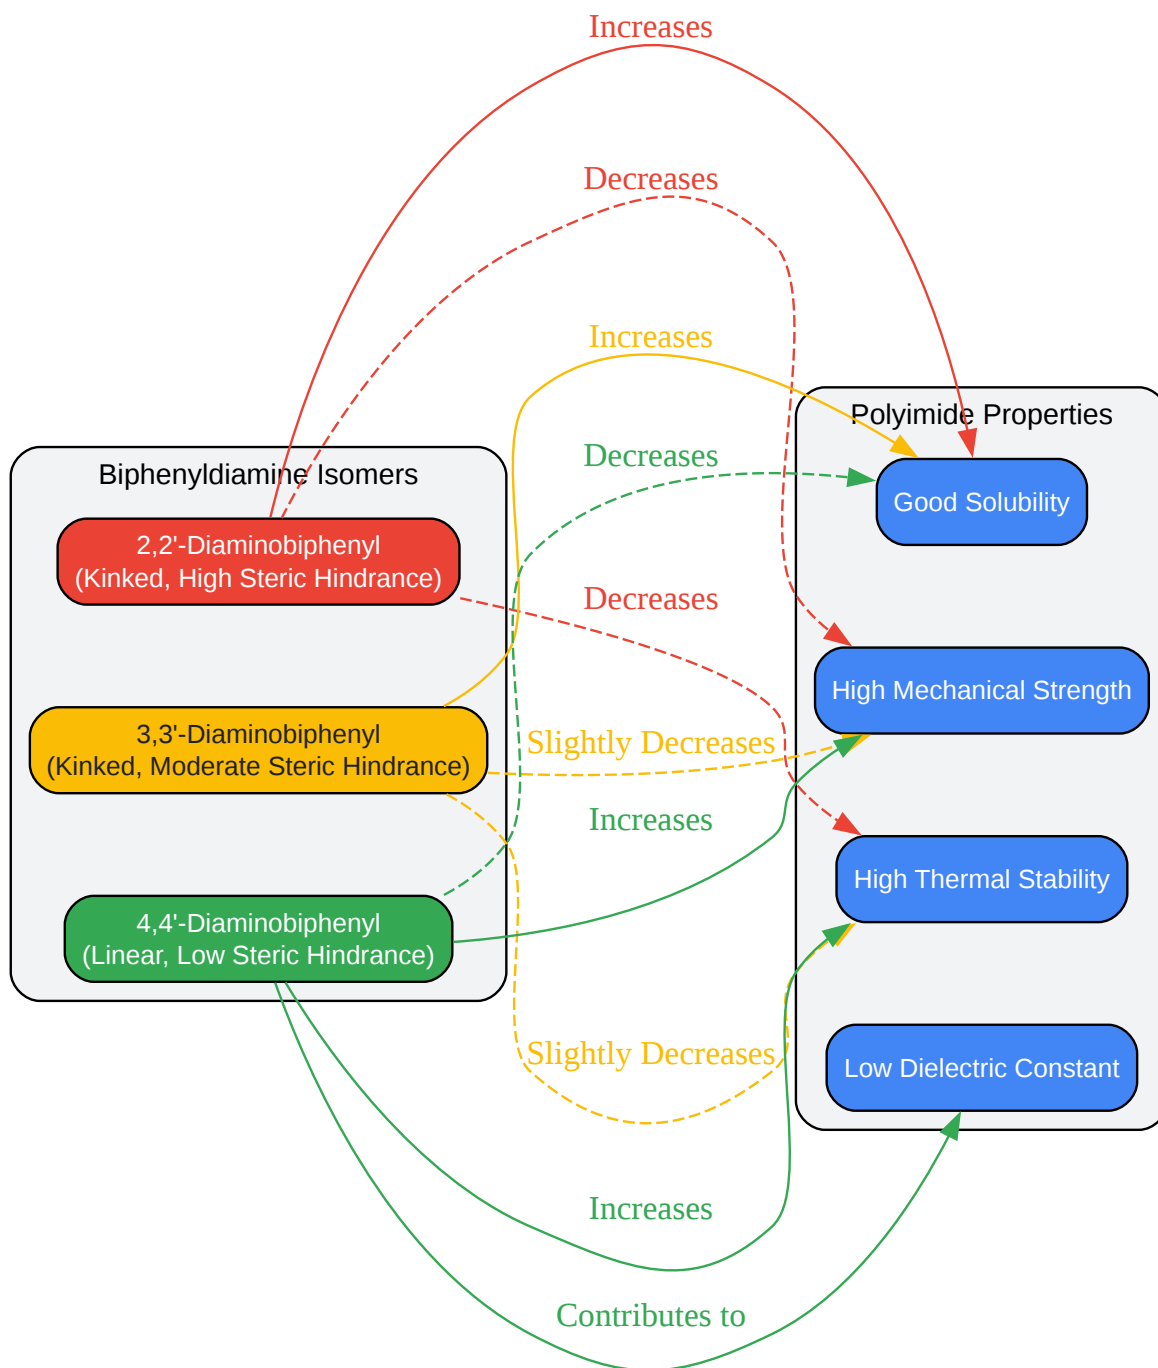 Increases
Decreases
Increases
Polyimide Properties
Decreases
Biphenyldiamine Isomers
Good Solubility
2,2'-Diaminobiphenyl
(Kinked, High Steric Hindrance)
Decreases
High Mechanical Strength
3,3'-Diaminobiphenyl
(Kinked, Moderate Steric Hindrance)
Slightly Decreases
Increases
High Thermal Stability
4,4'-Diaminobiphenyl
(Linear, Low Steric Hindrance)
Slightly Decreases
Low Dielectric Constant
Increases
Contributes to